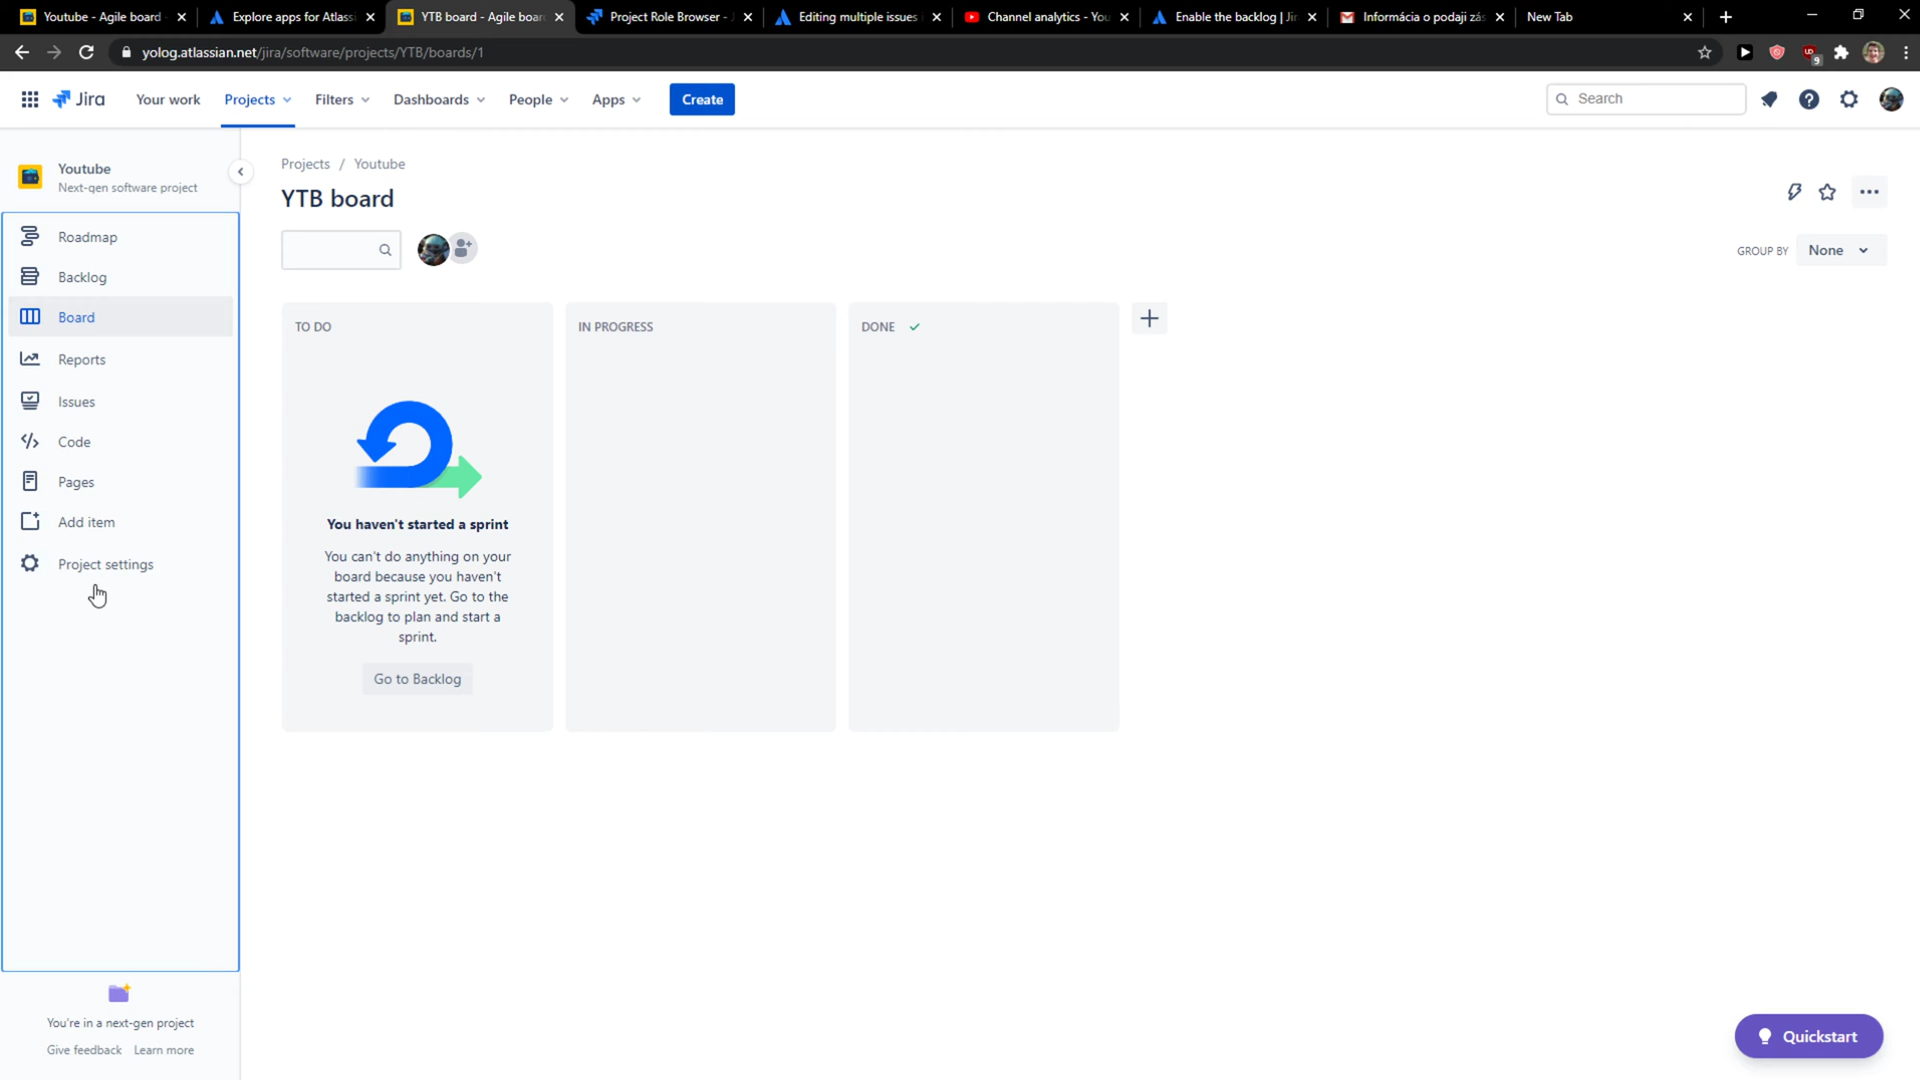 Youtube - Agile board
Explore apps for Atlass
YTB board - Agile boar
Project Role Browser - J
Editing multiple issues
Channel analytics - You
Enable the backlog | Jir
Informácia o podaji zás
New Tab
yolog.atlassian.net/jira/software/projects/YTB/boards/1
9
Jira
Your work
Projects
Filters
Dashboards
People
Apps
Create
Search
Youtube
Next-gen software project
Projects / Youtube
YTB board
GROUP BY
None
Roadmap
Backlog
Board
Reports
Issues
Code
Pages
Add item
Project settings
TO DO
IN PROGRESS
DONE
You haven't started a sprint
You can't do anything on your
board because you haven't
started a sprint yet. Go to the
backlog to plan and start a
sprint.
Go to Backlog
You're in a next-gen project
Give feedback
Learn more
Quickstart